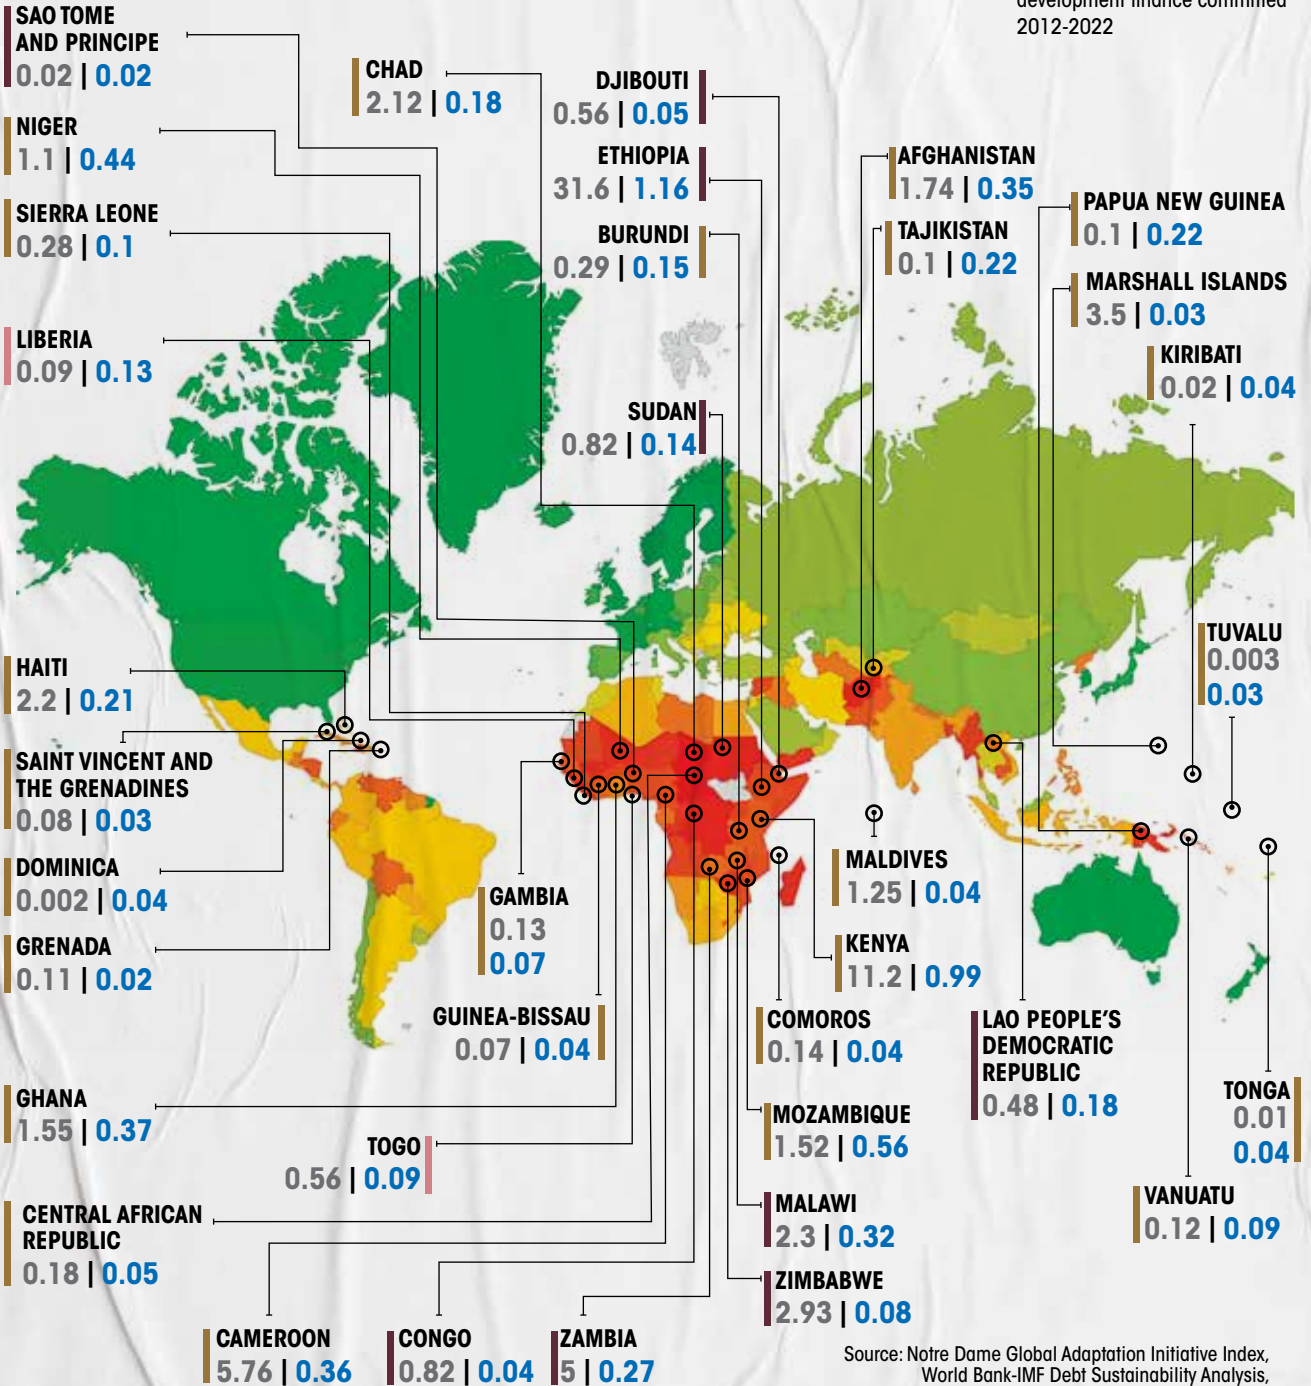 development finance committed
2012-2022
SAO TOME
AND PRINCIPE
0.02 | 0.02
CHAD
2.12 | 0.18
DJIBOUTI
0.56 | 0.05
NIGER
1.1 | 0.44
ETHIOPIA
31.6 | 1.16
AFGHANISTAN
1.74 | 0.35
PAPUA NEW GUINEA
0.1 | 0.22
SIERRA LEONE
0.28 | 0.1
BURUNDI
0.29 | 0.15
TAJIKISTAN
0.1 | 0.22
MARSHALL ISLANDS
3.5 | 0.03
LIBERIA
0.09 | 0.13
KIRIBATI
0.02 | 0.04
SUDAN
0.82 | 0.14
TUVALU
0.003
0.03
HAITI
2.2 | 0.21
SAINT VINCENT AND
THE GRENADINES
0.08 | 0.03
DOMINICA
0.002 | 0.04
GAMBIA
0.13
0.07
MALDIVES
1.25 | 0.04
GRENADA
0.11 | 0.02
KENYA
11.2 | 0.99
GUINEA-BISSAU
0.07 | 0.04
COMOROS
0.14 | 0.04
LAO PEOPLE'S
DEMOCRATIC
REPUBLIC
0.48 | 0.18
TONGA
0.01
0.04
GHANA
1.55 | 0.37
MOZAMBIQUE
1.52 | 0.56
TOGO
0.56 | 0.09
VANUATU
0.12 | 0.09
MALAWI
2.3 | 0.32
CENTRAL AFRICAN
REPUBLIC
0.18 | 0.05
ZIMBABWE
2.93 | 0.08
CAMEROON
5.76 | 0.36
CONGO
0.82 | 0.04
ZAMBIA
5 | 0.27
Source: Notre Dame Global Adaptation Initiative Index,
World Bank-IMF Debt Sustainability Analysis,